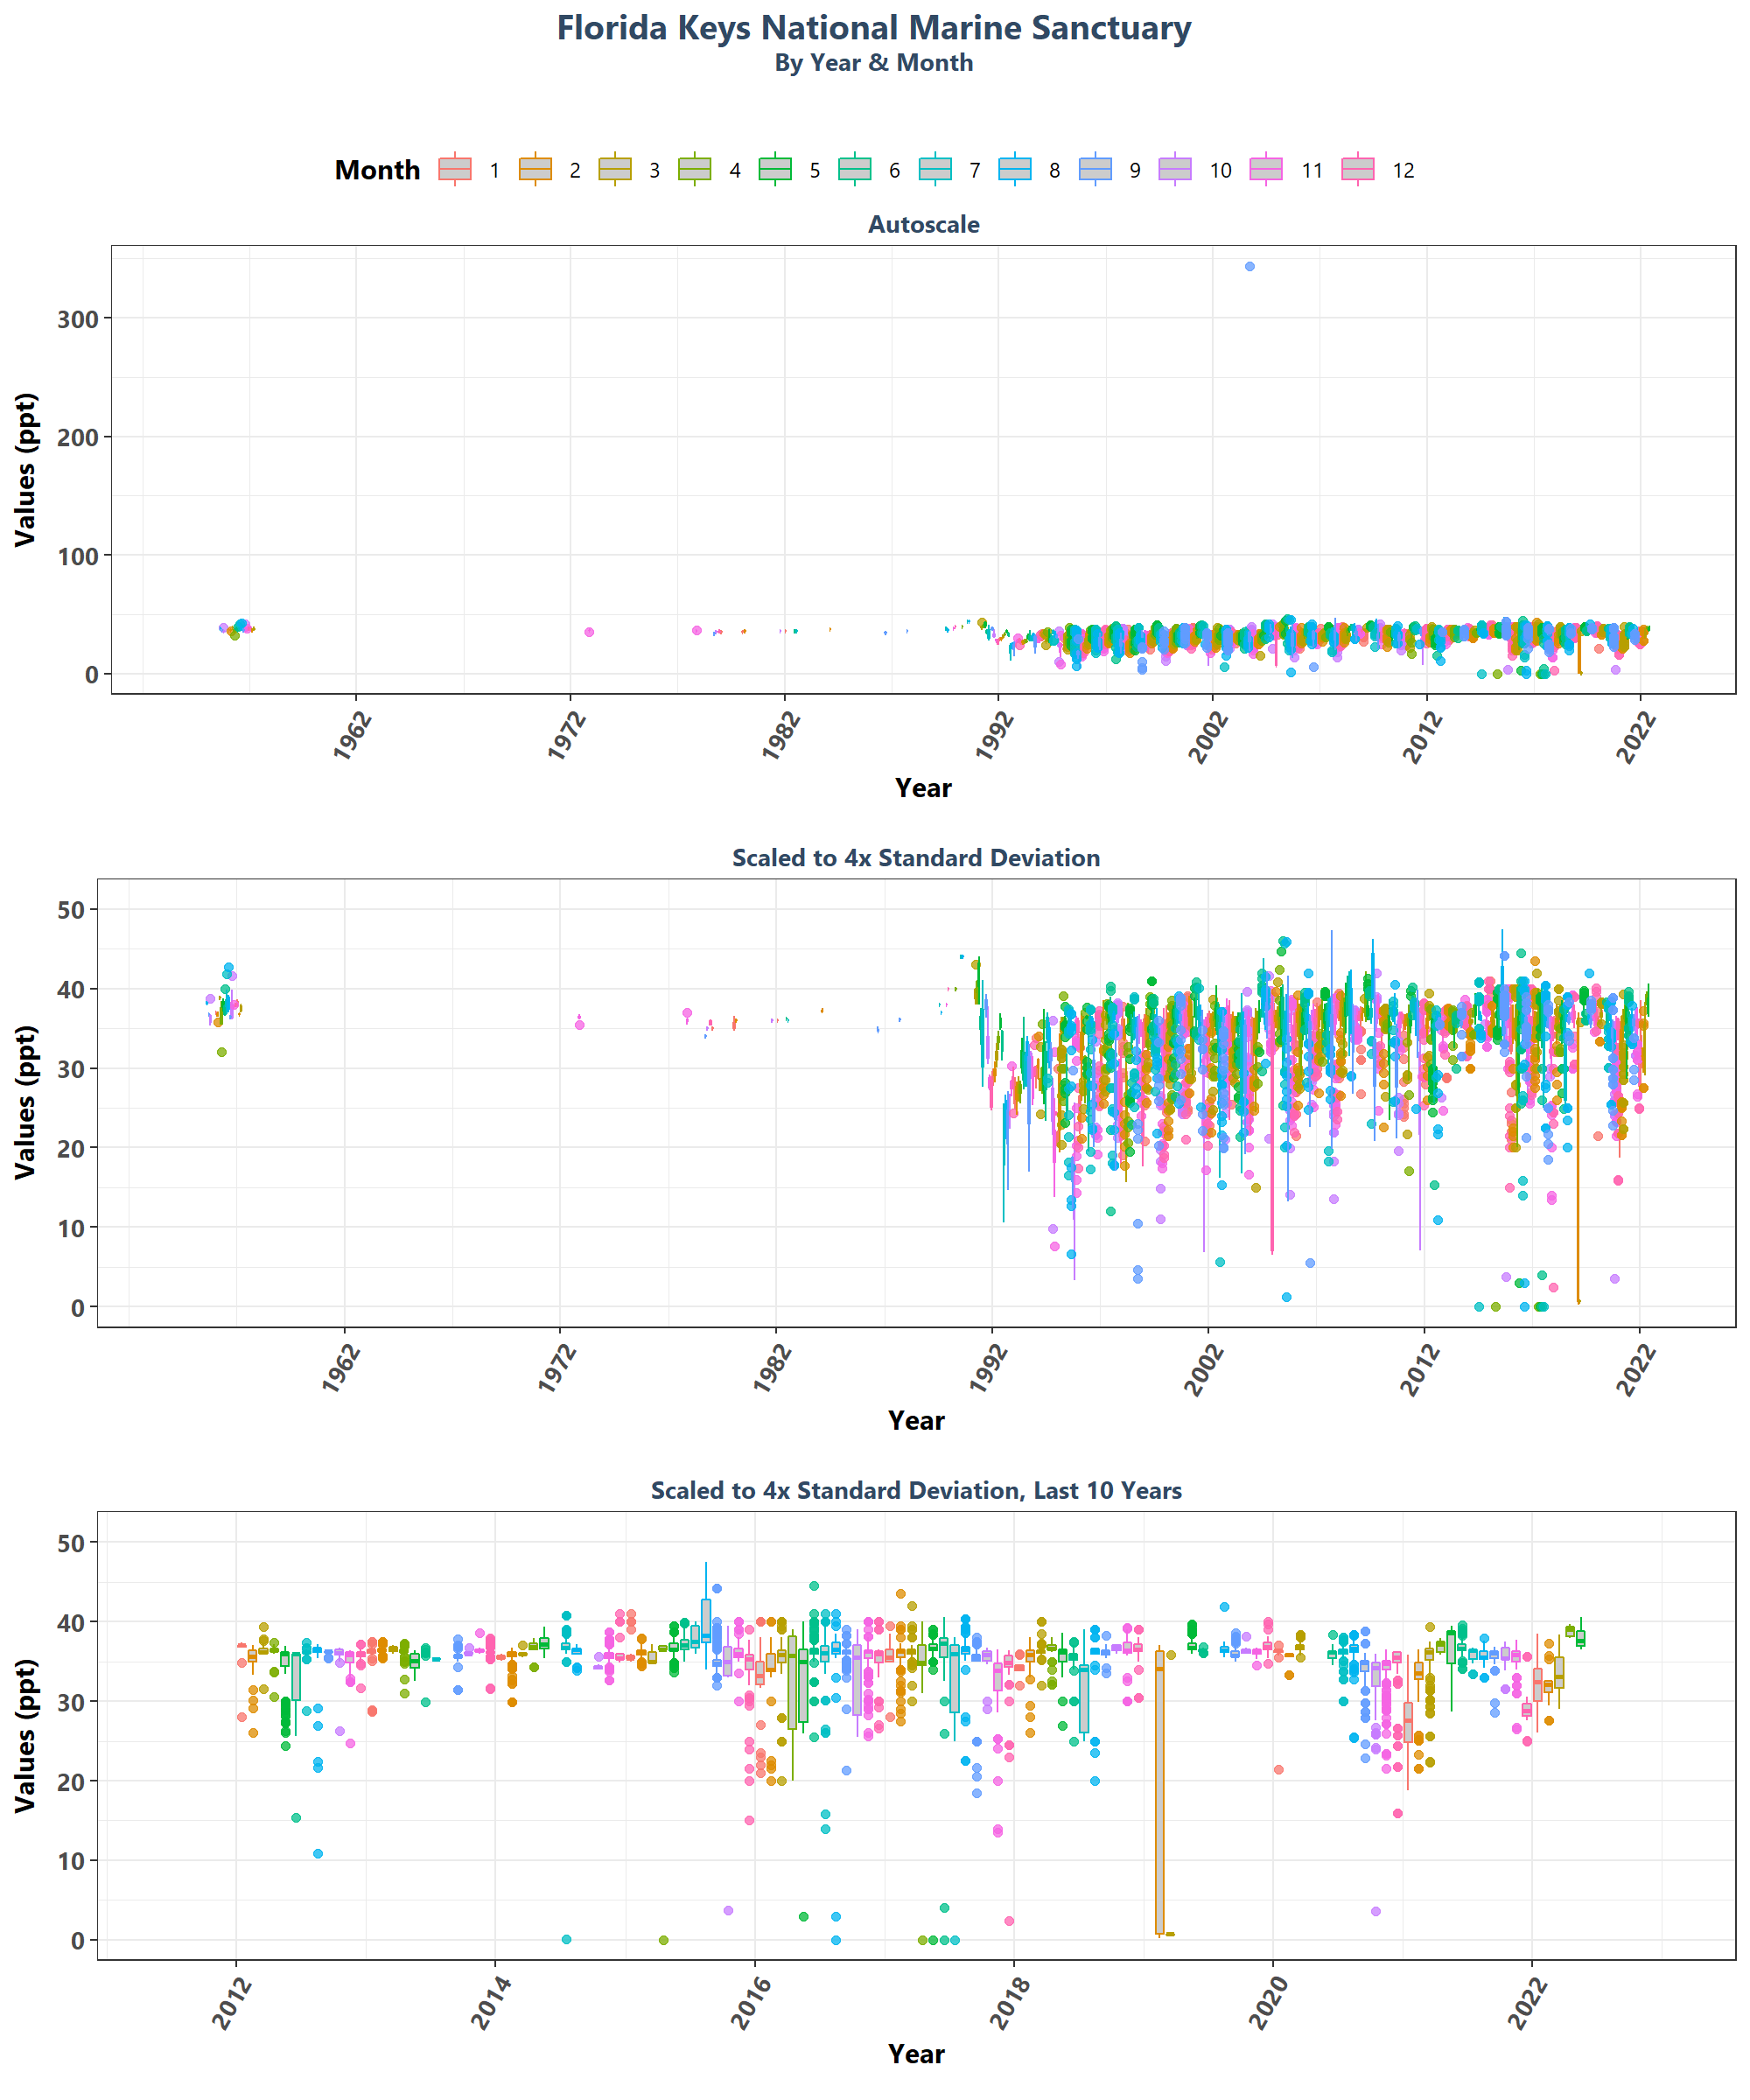 Florida Keys National Marine Sanctuary
By Year & Month
Month 1 2 3 4 5 6 7 8 9 10 11 12
Autoscale
Values (ppt)
300
200
100
0
1962 1972 1982 1992 2002 2012 2022
Year
Scaled to 4x Standard Deviation
Values (ppt)
50
40
30
20
10
0
1962 1972 1982 1992 2002 2012 2022
Year
Scaled to 4x Standard Deviation, Last 10 Years
Values (ppt)
50
40
30
20
10
0
2012 2014 2016 2018 2020 2022
Year